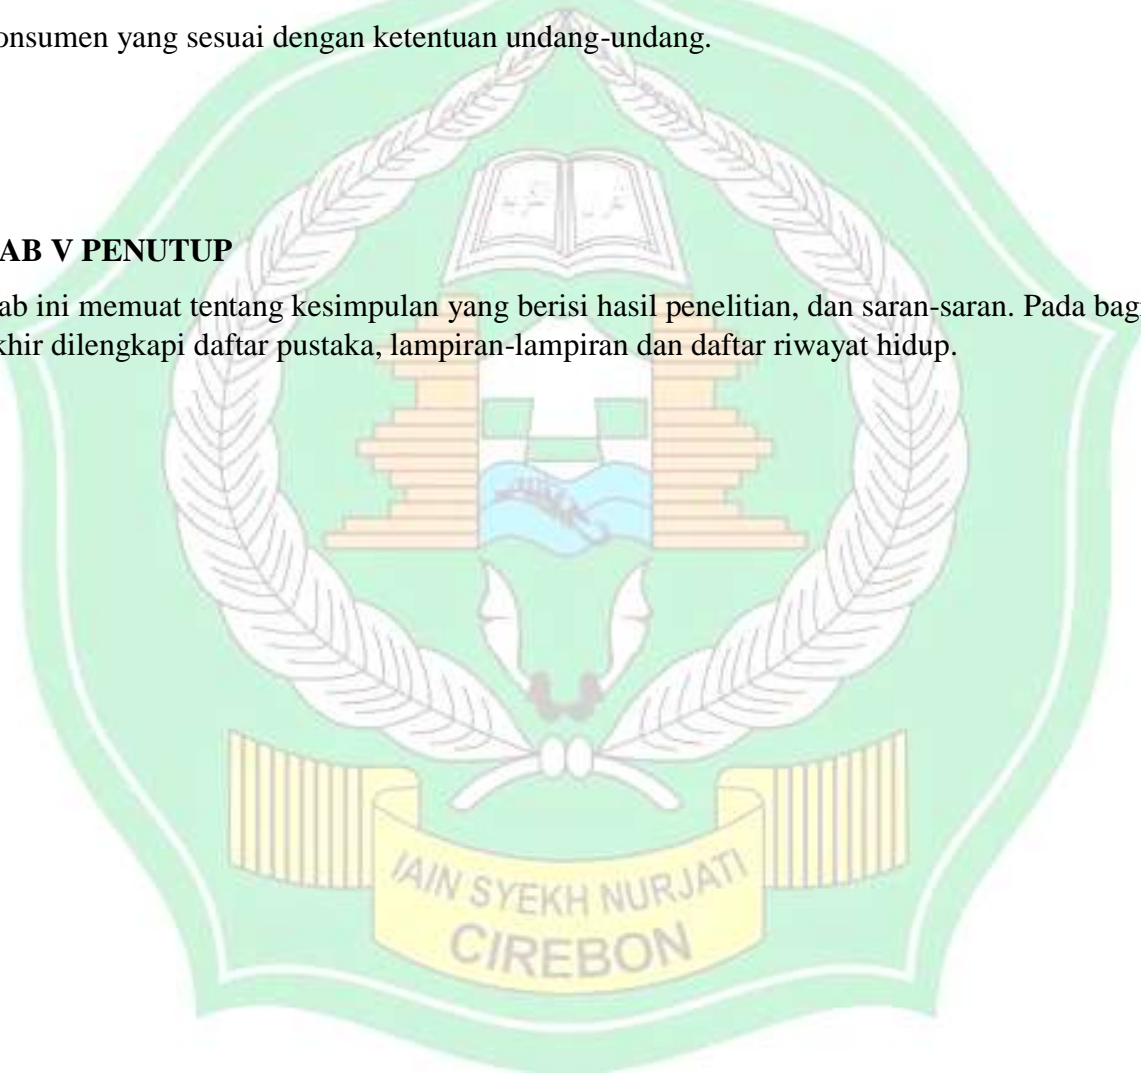 onsumen yang sesuai dengan ketentuan undang-undang.
AB V PENUTUP
ab ini memuat tentang kesimpulan yang berisi hasil penelitian, dan saran-saran. Pada bag
khir dilengkapi daftar pustaka, lampiran-lampiran dan daftar riwayat hidup.
IAIN SYEKH NURJATI
CIREBON